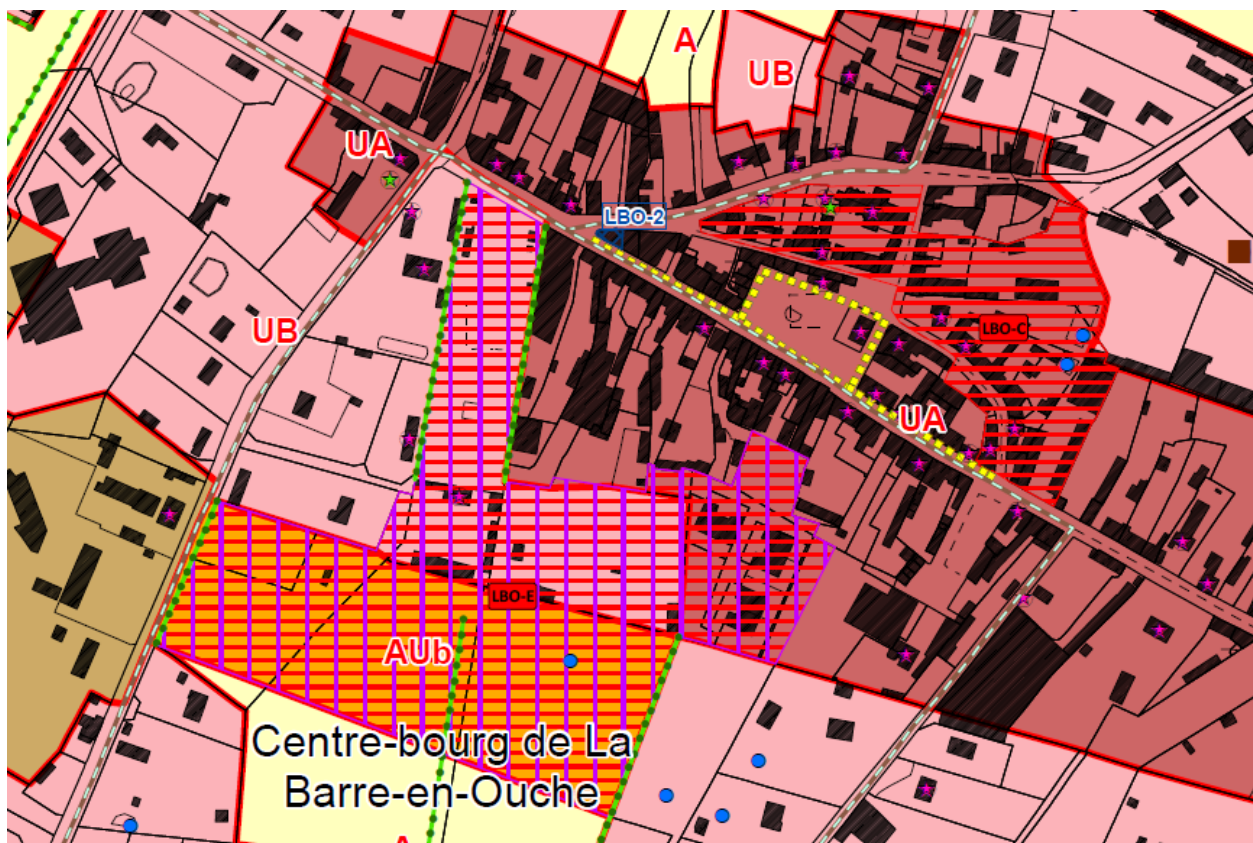 A
UB
UA
LBO-2
UB
LBO-C
UA
LBO-E
AUb
Centre-bourg de La
Barre-en-Ouche
A